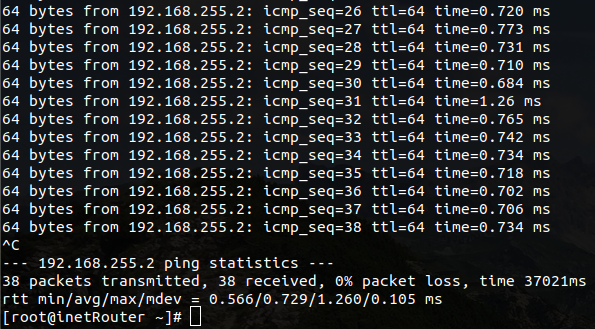 64 bytes from 192.168.255.2: icmp_seq=26 ttl=64 time=0.720 ms
64 bytes from 192.168.255.2: icmp_seq=27 ttl=64 time=0.773 ms
64 bytes from 192.168.255.2: icmp_seq=28 ttl=64 time=0.731 ms
64 bytes from 192.168.255.2: icmp_seq=29 ttl=64 time=0.710 ms
64 bytes from 192.168.255.2: icmp_seq=30 ttl=64 time=0.684 ms
64 bytes from 192.168.255.2: icmp_seq=31 ttl=64 time=1.26 ms
64 bytes from 192.168.255.2: icmp_seq=32 ttl=64 time=0.765 ms
64 bytes from 192.168.255.2: icmp_seq=33 ttl=64 time=0.742 ms
64 bytes from 192.168.255.2: icmp_seq=34 ttl=64 time=0.734 ms
64 bytes from 192.168.255.2: icmp_seq=35 ttl=64 time=0.718 ms
64 bytes from 192.168.255.2: icmp_seq=36 ttl=64 time=0.702 ms
64 bytes from 192.168.255.2: icmp_seq=37 ttl=64 time=0.706 ms
64 bytes from 192.168.255.2: icmp_seq=38 ttl=64 time=0.734 ms
^C
--- 192.168.255.2 ping statistics ---
38 packets transmitted, 38 received, 0% packet loss, time 37021ms
rtt min/avg/max/mdev = 0.566/0.729/1.260/0.105 ms
[root@inetRouter ~]#